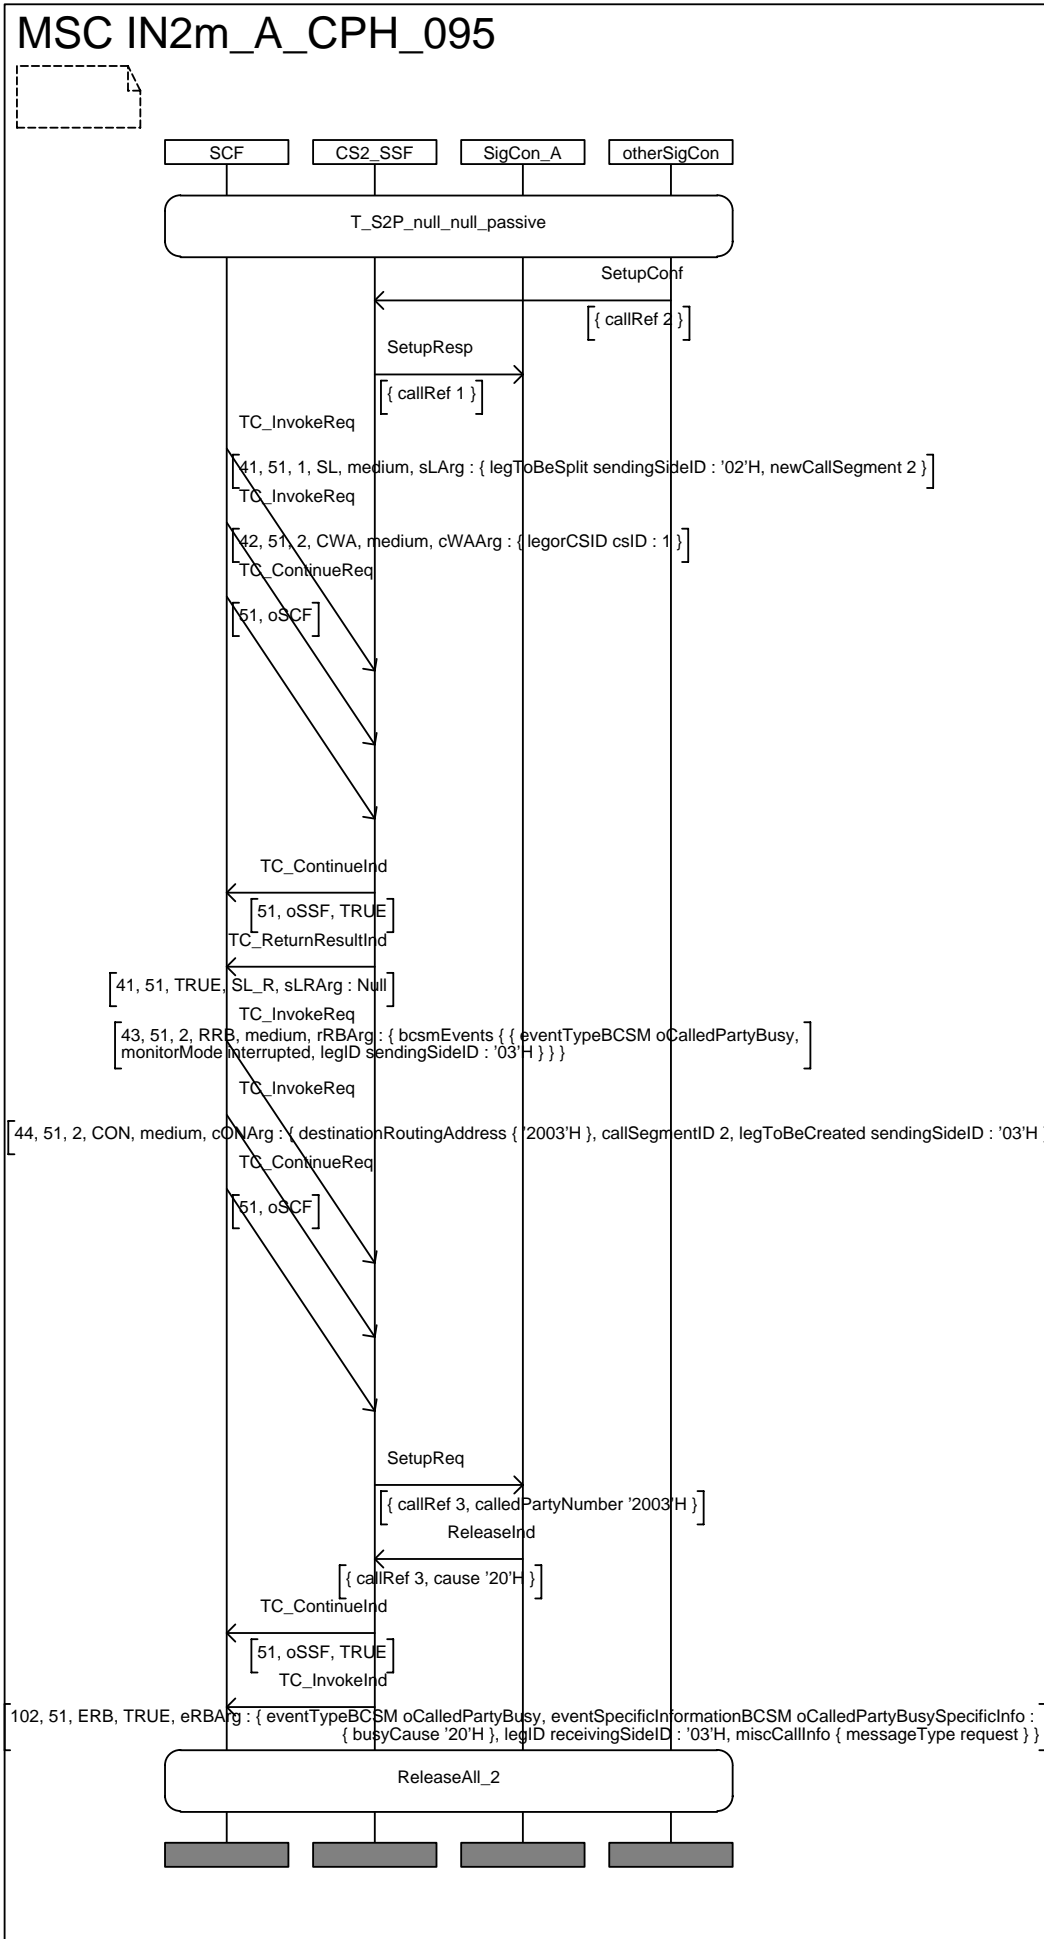 MSC IN2m_A_CPH_095
SCF
CS2_SSF
SigCon_A
otherSigCon
T_S2P_null_null_passive
SetupConf
{ callRef 2 }
SetupResp
{ callRef 1 }
TC_InvokeReq
41, 51, 1, SL, medium, sLArg : { legToBeSplit sendingSideID : '02'H, newCallSegment 2 }
TC_InvokeReq
42, 51, 2, CWA, medium, cWAArg : { legorCSID csID : 1 }
TC_ContinueReq
51, oSCF
TC_ContinueInd
51, oSSF, TRUE
TC_ReturnResultInd
41, 51, TRUE, SL_R, sLRArg : Null
TC_InvokeReq
43, 51, 2, RRB, medium, rRBArg : { bcsmEvents { { eventTypeBCSM oCalledPartyBusy,
monitorMode interrupted, legID sendingSideID : '03'H } } }
TC_InvokeReq
44, 51, 2, CON, medium, cONArg : { destinationRoutingAddress { '2003'H }, callSegmentID 2, legToBeCreated sendingSideID : '03'H }
TC_ContinueReq
51, oSCF
SetupReq
{ callRef 3, calledPartyNumber '2003'H }
ReleaseInd
{ callRef 3, cause '20'H }
TC_ContinueInd
51, oSSF, TRUE
TC_InvokeInd
102, 51, ERB, TRUE, eRBArg : { eventTypeBCSM oCalledPartyBusy, eventSpecificInformationBCSM oCalledPartyBusySpecificInfo :
{ busyCause '20'H }, legID receivingSideID : '03'H, miscCallInfo { messageType request } }
ReleaseAll_2